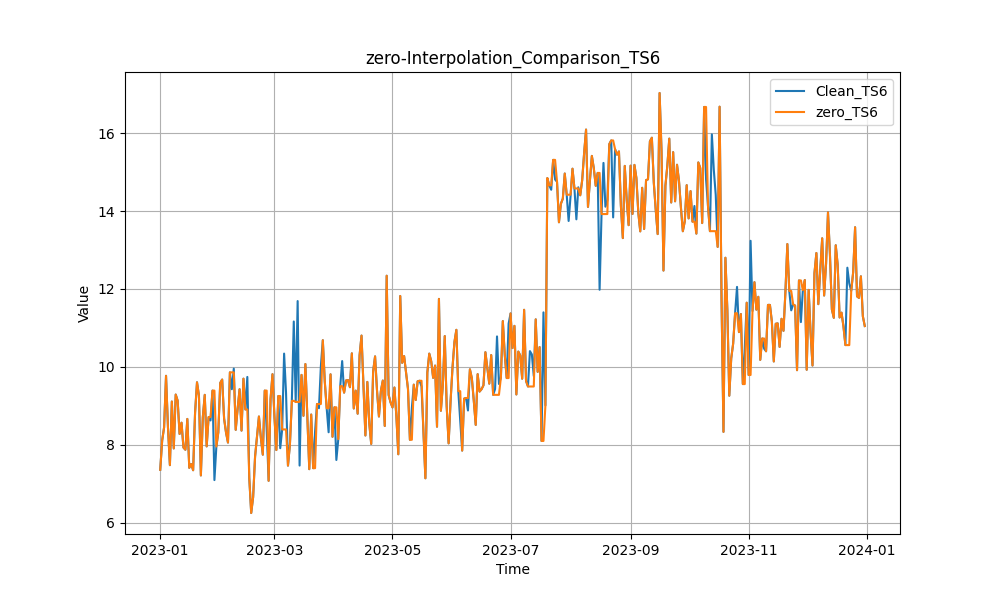 zero-Interpolation_Comparison_TS6
Clean_TS6
zero_TS6
16
14
12
10
8
6
Value
2023-01
2023-03
2023-05
2023-07
2023-09
2023-11
2024-01
Time